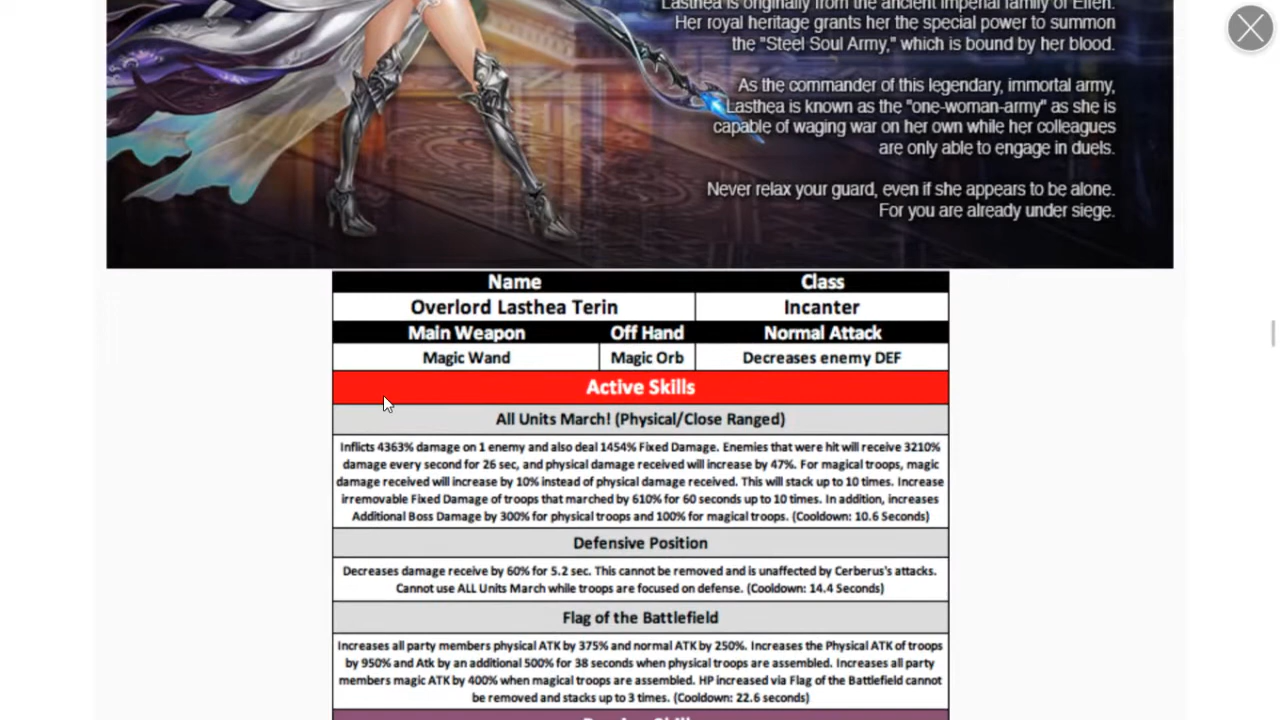 Lasthea is originally from the ancient imperial family of Ellen.
Her royal heritage grants her the special power to summon
the "Steel Soul Army," which is bound by her blood.
As the commander of this legendary, immortal army,
Lasthea is known as the "one-woman-army" as she is
capable of waging war on her own while her colleagues
are only able to engage in duels.
Never relax your guard, even if she appears to be alone.
For you are already under siege.
Name Class
Overlord Lasthea Terin Incanter
Main Weapon Off Hand Normal Attack
Magic Wand Magic Orb Decreases enemy DEF
Active Skills
All Units March! (Physical/Close Ranged)
Inflicts 4363% damage on 1 enemy and also deal 1454% Fixed Damage. Enemies that were hit will receive 3210%
damage every second for 26 sec, and physical damage received will increase by 47%. For magical troops, magic
damage received will increase by 10% instead of physical damage received. This will stack up to 10 times. Increase
irremovable Fixed Damage of troops that marched by 610% for 60 seconds up to 10 times. In addition, increases
Additional Boss Damage by 300% for physical troops and 100% for magical troops. (Cooldown: 10.6 Seconds)
Defensive Position
Decreases damage receive by 60% for 5.2 sec. This cannot be removed and is unaffected by Cerberus's attacks.
Cannot use ALL Units March while troops are focused on defense. (Cooldown: 14.4 Seconds)
Flag of the Battlefield
Increases all party members physical ATK by 375% and normal ATK by 250%. Increases the Physical ATK of troops
by 950% and Atk by an additional 500% for 38 seconds when physical troops are assembled. Increases all party
members magic ATK by 400% when magical troops are assembled. HP increased via Flag of the Battlefield cannot
be removed and stacks up to 3 times. (Cooldown: 22.6 seconds)